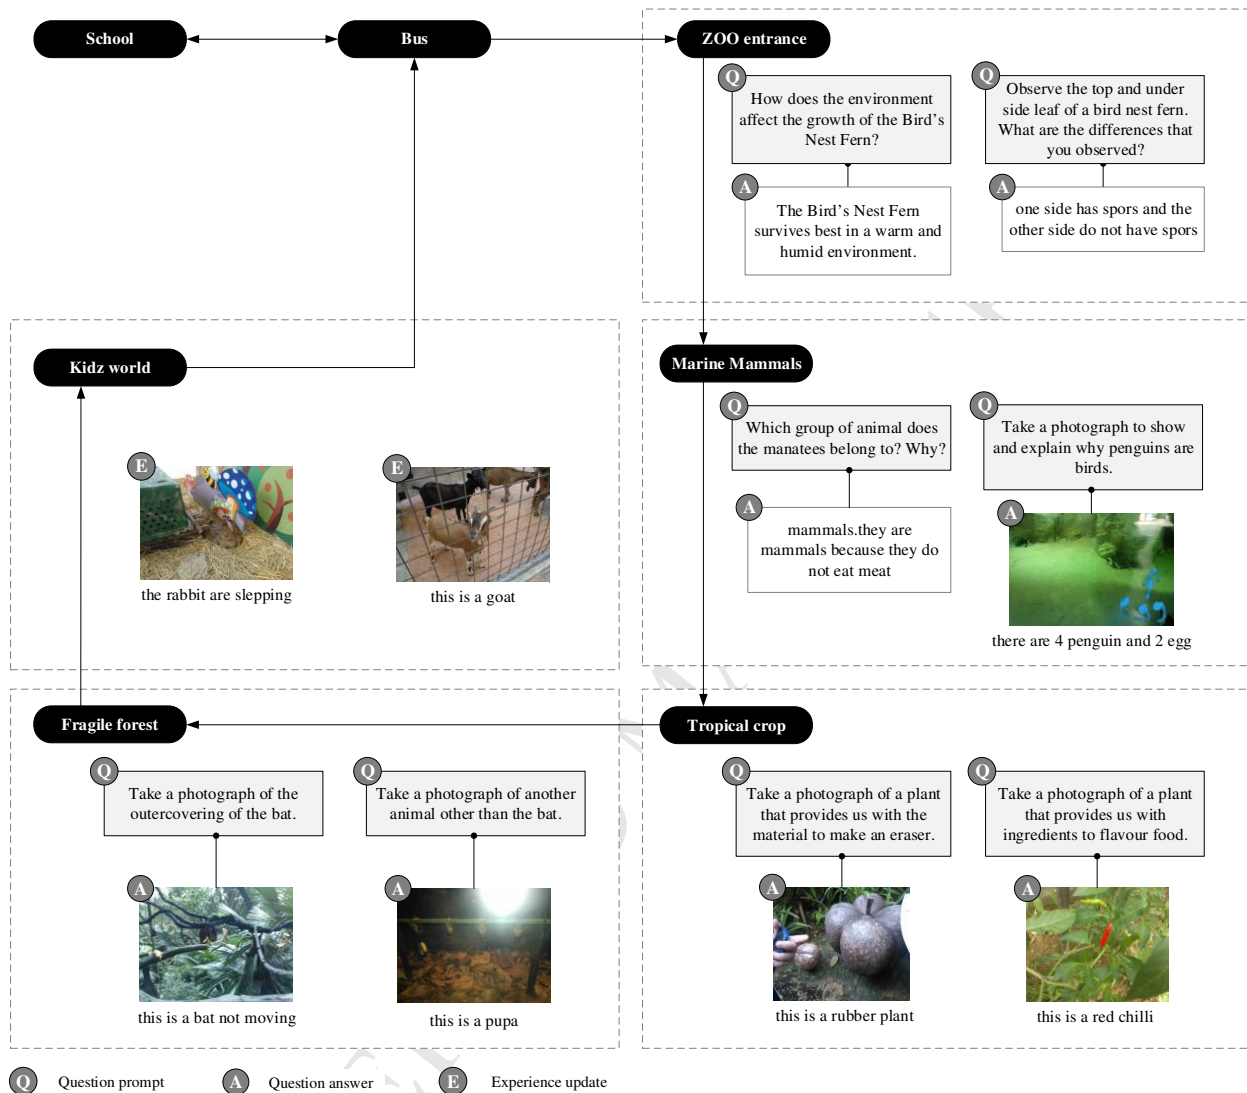 School
Bus
ZOO entrance
Q
How does the environment
affect the growth of the Bird's
Nest Fern?
A
The Bird's Nest Fern
survives best in a warm and
humid environment.
Q
Observe the top and under
side leaf of a bird nest fern.
What are the differences that
you observed?
A
one side has spors and the
other side do not have spors
Kidz world
E
the rabbit are slepping
E
this is a goat
Marine Mammals
Q
Which group of animal does
the manatees belong to? Why?
A
mammals.they are
mammals because they do
not eat meat
Q
Take a photograph to show
and explain why penguins are
birds.
A
egg
there are 4 penguin and 2 egg
Fragile forest
Q
Take a photograph of the
outercovering of the bat.
A
this is a bat not moving
Q
Take a photograph of another
animal other than the bat.
A
this is a pupa
Tropical crop
Q
Take a photograph of a plant
that provides us with the
material to make an eraser.
A
this is a rubber plant
Q
Take a photograph of a plant
that provides us with
ingredients to flavour food.
A
this is a red chilli
Q Question prompt
A Question answer
E Experience update